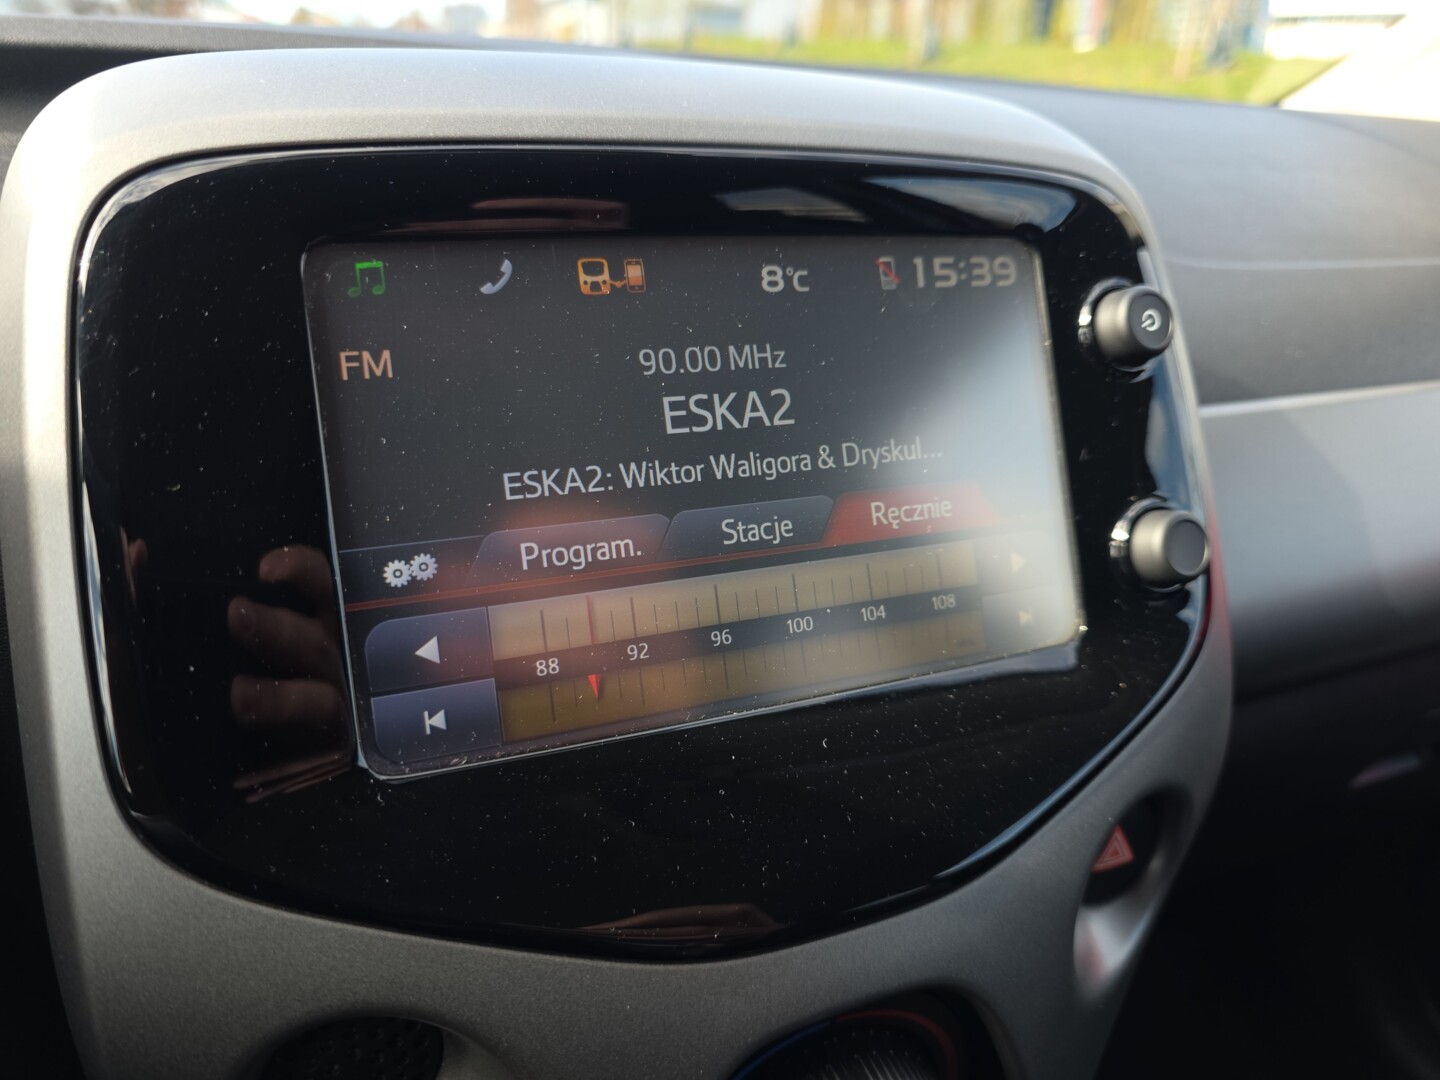 8°C 15:39
FM 90.00 MHz
ESKA2
ESKA2: Wiktor Waligora & Dryskul...
Program. Stacje Ręcznie
88 92 96 100 104 108